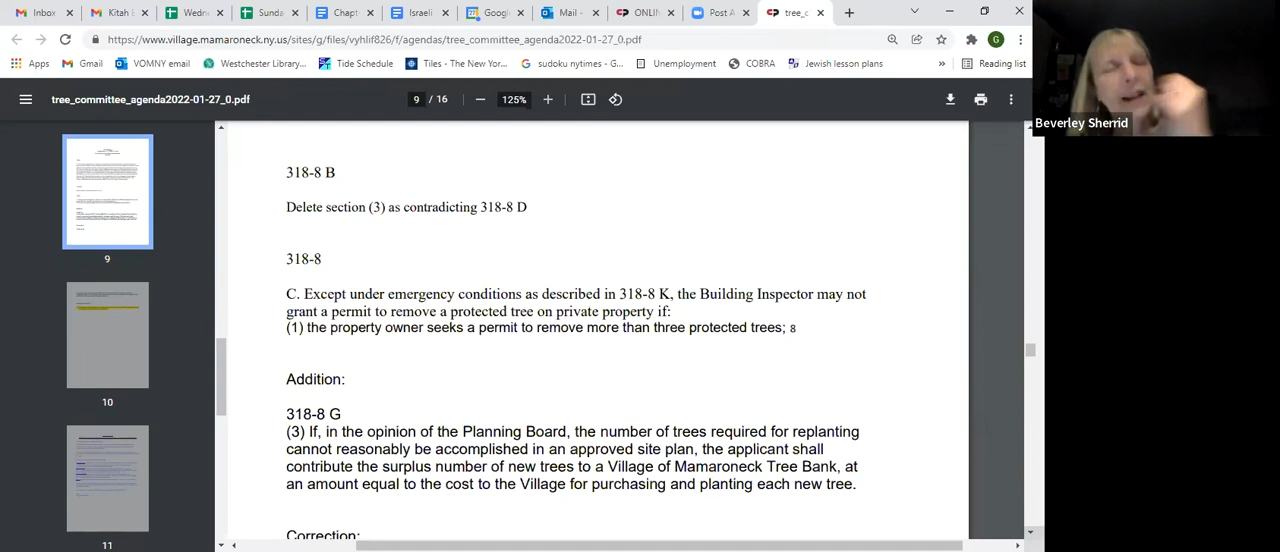 Inbox
Wedne
Sunda
Chapt
Israeli
Google
Mail -
ONLIN
Post A
tree_c
https://www.village.mamaroneck.ny.us/sites/g/files/vyhlif826/f/agendas/tree_committee_agenda2022-01-27_0.pdf
G
Apps
Gmail
VOMNY email
Westchester Library...
Tide Schedule
Tiles - The New Yor...
sudoku nytimes - G...
Unemployment
COBRA
Jewish lesson plans
»
Reading list
tree_committee_agenda2022-01-27_0.pdf
9 / 16
125%
Beverley Sherrid
9
10
11
318-8 B
Delete section (3) as contradicting 318-8 D
318-8
C. Except under emergency conditions as described in 318-8 K, the Building Inspector may not
grant a permit to remove a protected tree on private property if:
(1) the property owner seeks a permit to remove more than three protected trees; 8
Addition:
318-8 G
(3) If, in the opinion of the Planning Board, the number of trees required for replanting
cannot reasonably be accomplished in an approved site plan, the applicant shall
contribute the surplus number of new trees to a Village of Mamaroneck Tree Bank, at
an amount equal to the cost to the Village for purchasing and planting each new tree.
Correction: